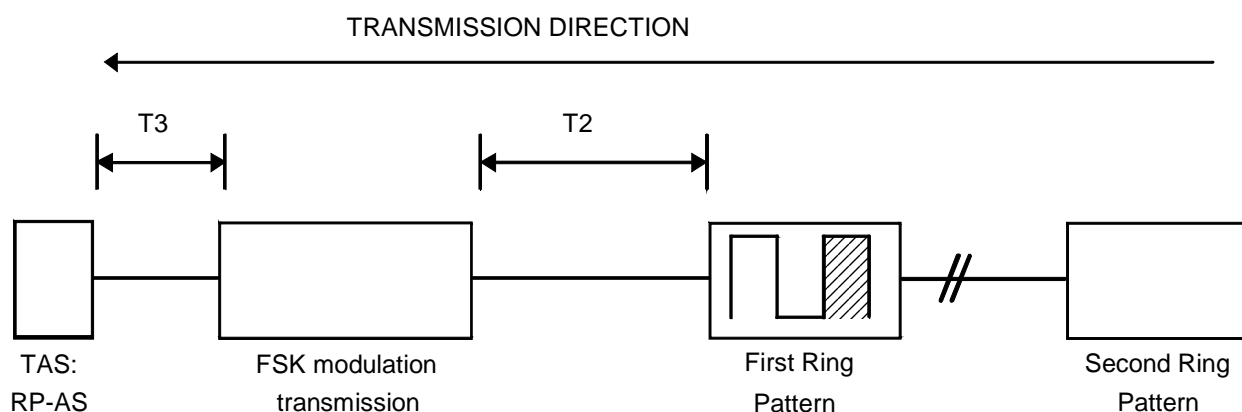 TRANSMISSION DIRECTION
T3
T2
TAS:
RP-AS
FSK modulation
transmission
First Ring
Pattern
Second Ring
Pattern